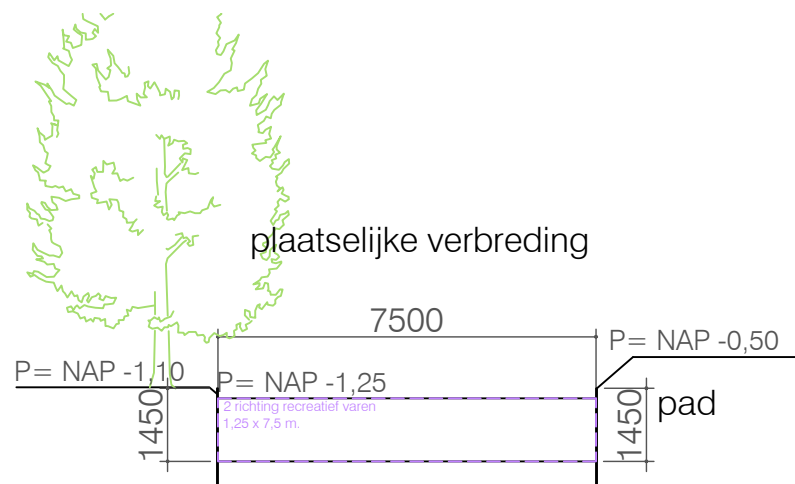 plaatselijke verbreding
7500
P= NAP -0,50
P= NAP -1,10
P= NAP -1,25
2 richting recreatief varen
1,25 x 7,5 m.
1450
1450
pad